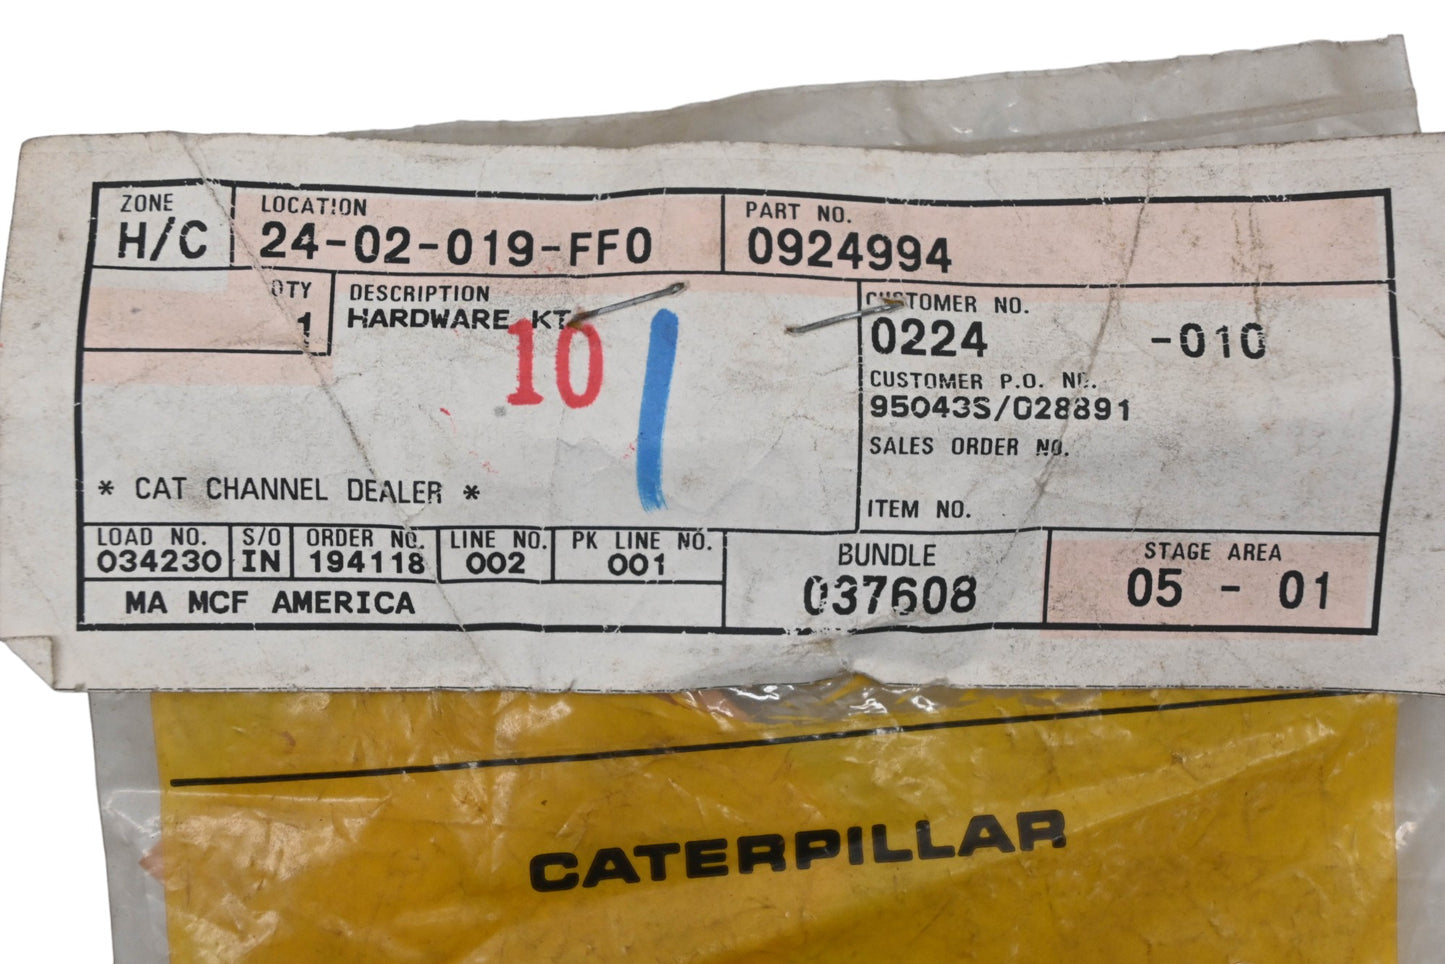 ZONE LOCATION PART NO.
H/C 24-02-019-FF0 0924994
QTY DESCRIPTION CUSTOMER NO.
1 HARDWARE KT 0224 -010
10
CUSTOMER P.O. NO.
95043S/028891
SALES ORDER NO.
* CAT CHANNEL DEALER *
ITEM NO.
LOAD NO. S/O ORDER NO. LINE NO. PK LINE NO. BUNDLE STAGE AREA
034230 IN 194118 002 001 037608 05 - 01
MA MCF AMERICA
CATERPILLAR